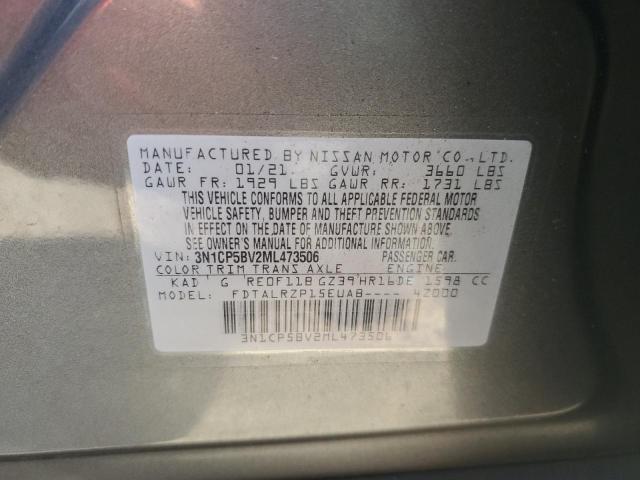 MANUFACTURED BY NISSAN MOTOR CO.,LTD.
DATE: 01/21 GVWR: 3660 LBS
GAWR FR: 1929 LBS GAWR RR: 1731 LBS
THIS VEHICLE CONFORMS TO ALL APPLICABLE FEDERAL MOTOR
VEHICLE SAFETY, BUMPER AND THEFT PREVENTION STANDARDS
IN EFFECT ON THE DATE OF MANUFACTURE SHOWN ABOVE.
SEE OWNER'S MANUAL FOR ADDITIONAL INFORMATION.
VIN: 3N1CP5BV2ML473506 PASSENGER CAR.
COLOR TRIM TRANS AXLE ENGINE
KAD G RE0F11B GZ39 HR16DE 1598 CC
MODEL: FDTALRZP15EUAB---- 4Z000
3N1CP5BV2ML473506